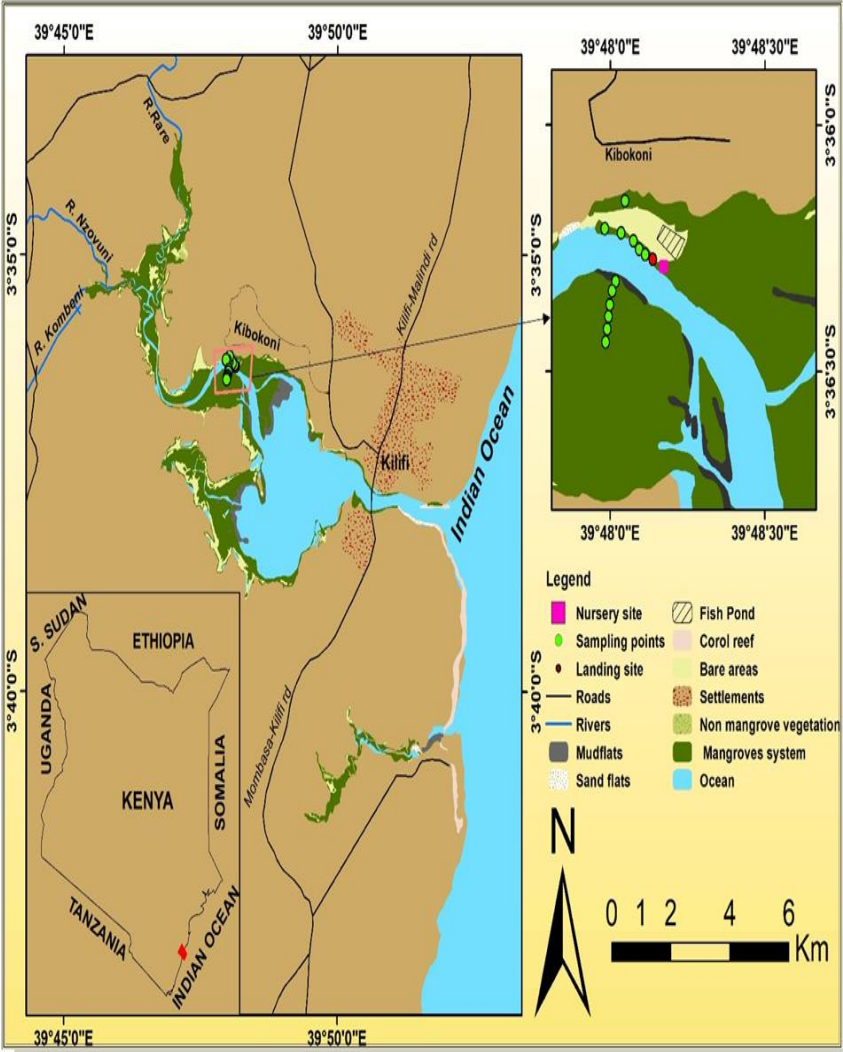 39°45'0"E
39°50'0"E
39°48'0"E
39°48'30"E
R.Rare
R. Nzovuni
R. Kombeni
3°35'0"S
3°35'0"S
Kibokoni
Kilifi-Malindi rd
Kilifi
Indian Ocean
Mombasa-Kilifi rd
3°40'0"S
3°40'0"S
Kibokoni
3°36'0"S
3°36'30"S
39°48'0"E
39°48'30"E
S. SUDAN
ETHIOPIA
UGANDA
KENYA
SOMALIA
TANZANIA
INDIAN OCEAN
Legend
Nursery site
Sampling points
Landing site
Roads
Rivers
Mudflats
Sand flats
Fish Pond
Corol reef
Bare areas
Settlements
Non mangrove vegetation
Mangroves system
Ocean
N
0 1 2 4 6
Km
39°45'0"E
39°50'0"E